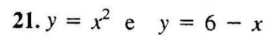 21. y = x² e y = 6 − x